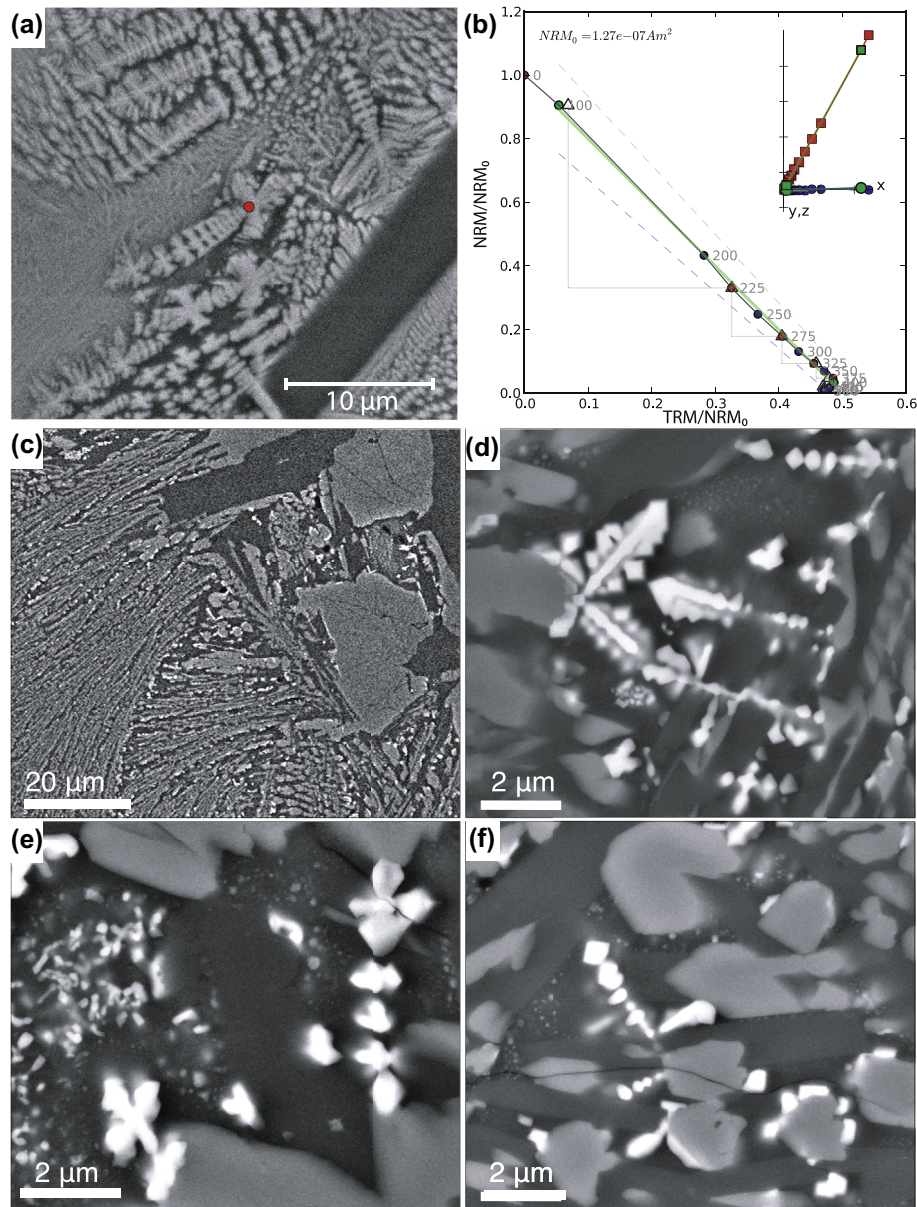 (a)
10 µm
(b)
NRM₀ =1.27e−07Am²
1.2
1.0
0.8
0.6
0.4
0.2
0.0
NRM/NRM₀
0
100
200
225
250
275
300
325
350
x
y,z
0.0 0.1 0.2 0.3 0.4 0.5 0.6
TRM/NRM₀
(c)
20 µm
(d)
2 µm
(e)
2 µm
(f)
2 µm